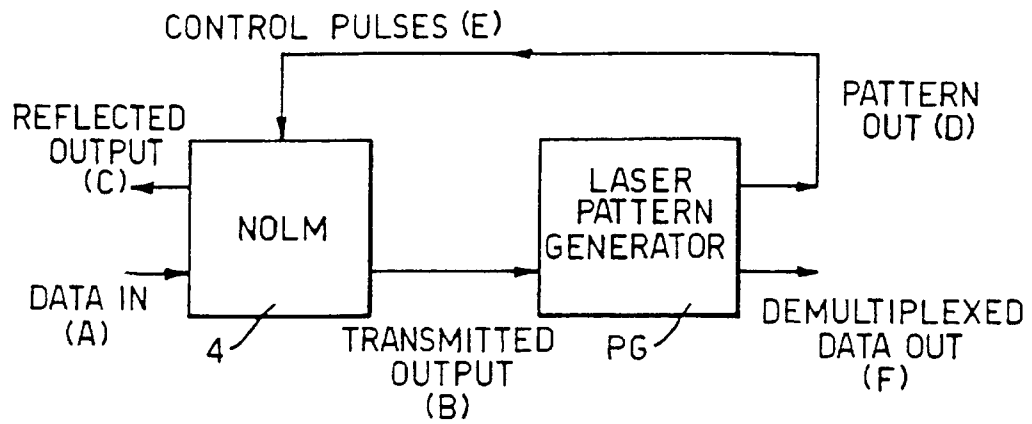 CONTROL PULSES (E)
REFLECTED
OUTPUT
(C)
PATTERN
OUT (D)
NOLM
LASER
PATTERN
GENERATOR
DATA IN
(A)
4
TRANSMITTED
OUTPUT
(B)
PG
DEMULTIPLEXED
DATA OUT
(F)